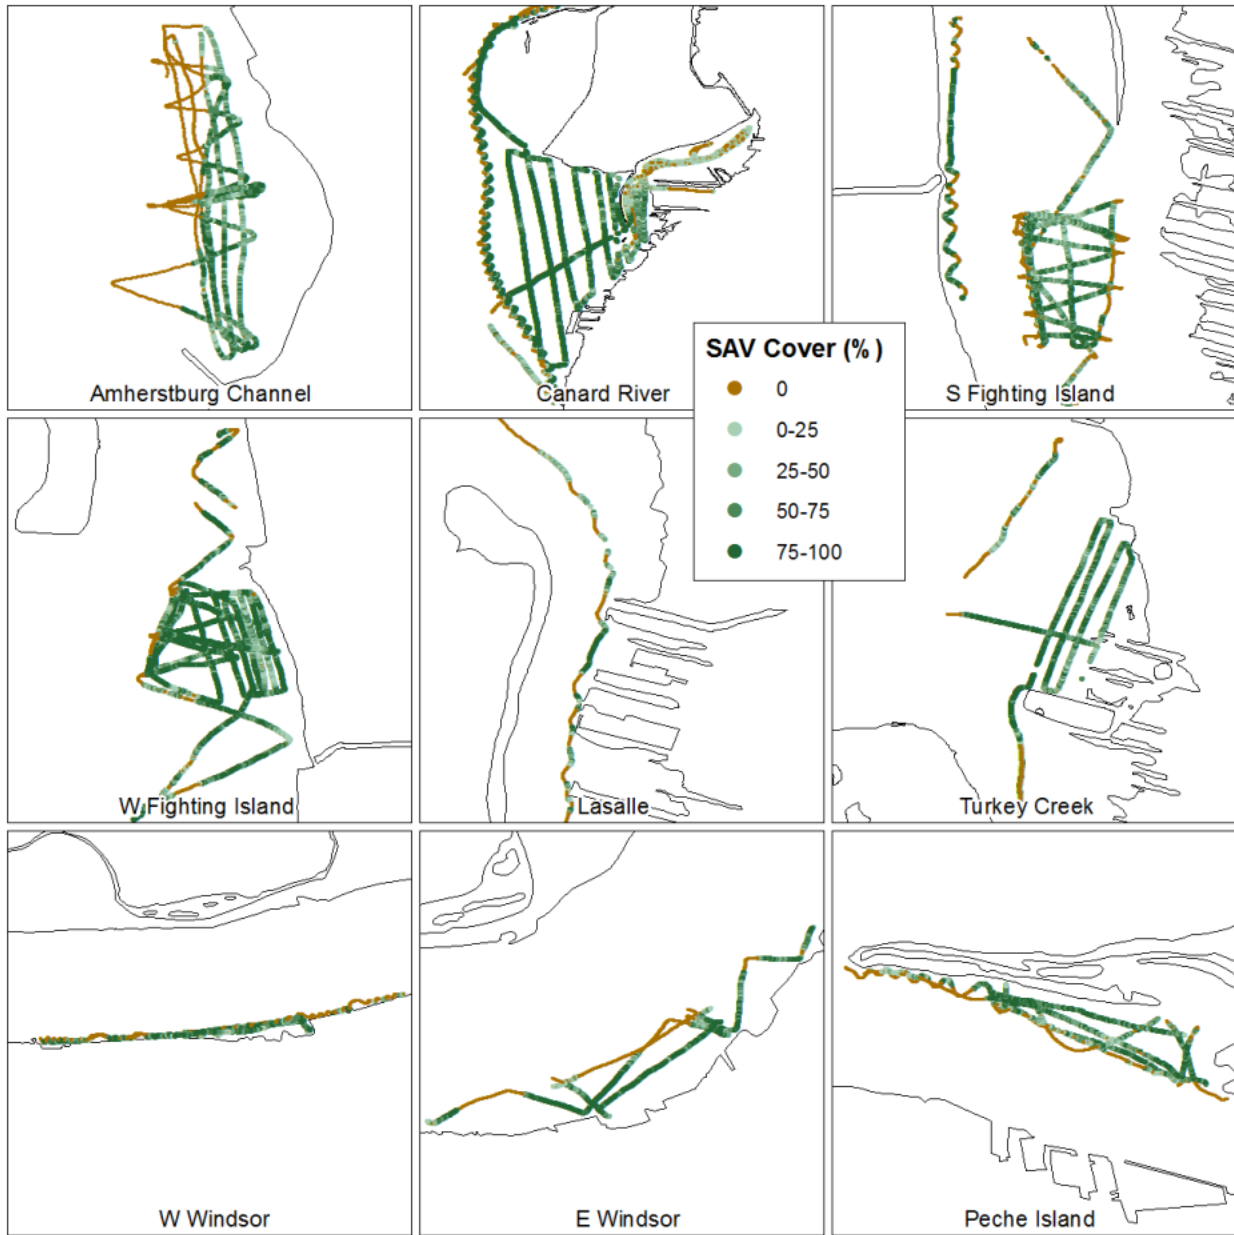 Amherstburg Channel
Canard River
S Fighting Island
SAV Cover (%)
0
0-25
25-50
50-75
75-100
W Fighting Island
Lasalle
Turkey Creek
W Windsor
E Windsor
Peche Island